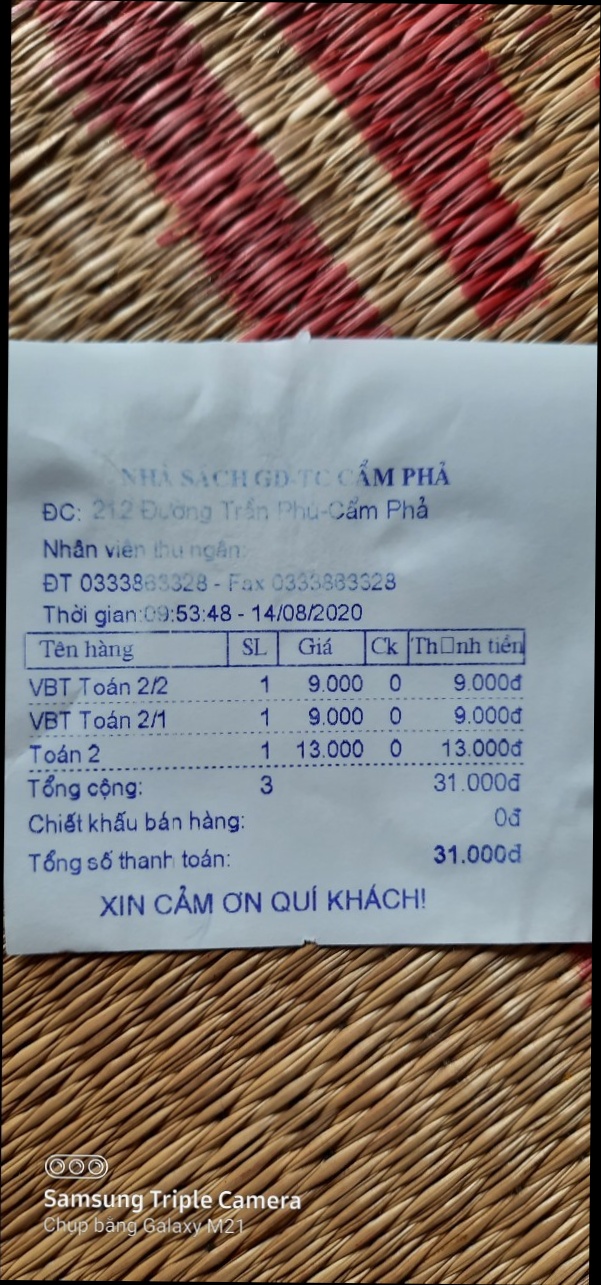 NHÀ SÁCH GD-TC CẨM PHẢ
ĐC: 212 Đường Trần Phú-Cẩm Phả
Nhân viên thu ngân:
ĐT 0333863328 - Fax 0333863328
Thời gian:09:53:48 - 14/08/2020
Tên hàng SL Giá Ck Th□nh tiền
VBT Toán 2/2 1 9.000 0 9.000đ
VBT Toán 2/1 1 9.000 0 9.000đ
Toán 2 1 13.000 0 13.000đ
Tổng cộng: 3 31.000đ
Chiết khấu bán hàng: 0đ
Tổng số thanh toán: 31.000đ
XIN CẢM ƠN QUÍ KHÁCH!
Samsung Triple Camera
Chụp bằng Galaxy M21